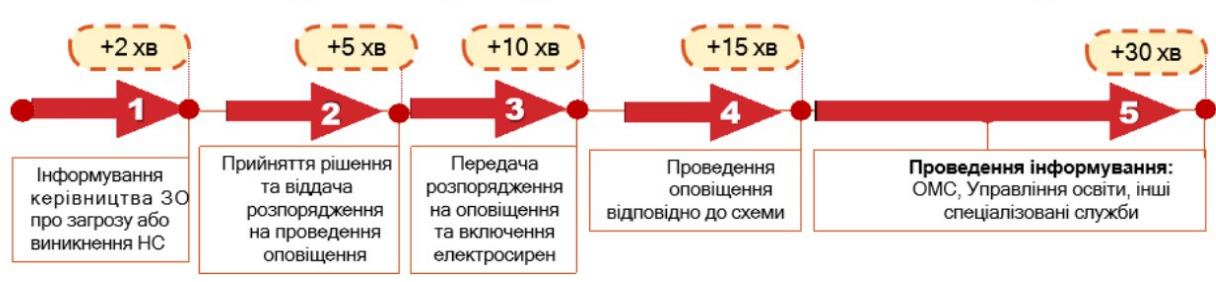 +2 хв
+5 хв
+10 хв
+15 хв
+30 хв
1
2
3
4
5
Інформування
керівництва ЗО
про загрозу або
виникнення НС
Прийняття рішення
та віддача
розпорядження
на проведення
оповіщення
Передача
розпорядження
на оповіщення
та включення
електросирен
Проведення
оповіщення
відповідно до схеми
Проведення інформування:
ОМС, Управління освіти, інші
спеціалізовані служби